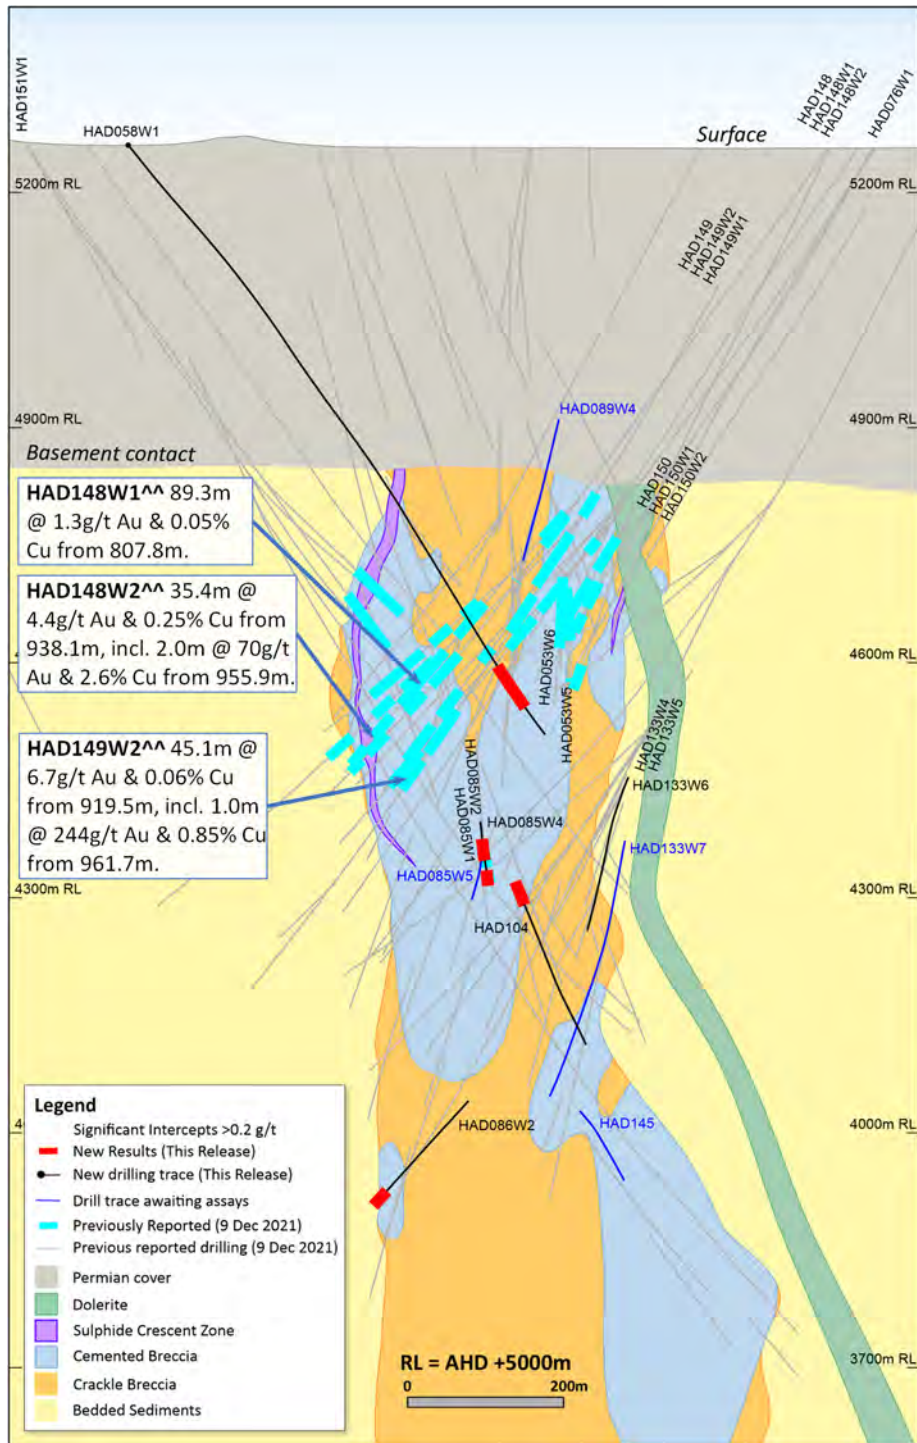 HAD151W1
HAD058W1
Surface
HAD148
HAD148W1
HAD148W2
HAD076W1
5200m RL
5200m RL
HAD149
HAD149W2
HAD149W1
4900m RL
4900m RL
HAD089W4
Basement contact
HAD150
HAD150W1
HAD150W2
HAD148W1^^ 89.3m
@ 1.3g/t Au & 0.05%
Cu from 807.8m.
HAD148W2^^ 35.4m @
4.4g/t Au & 0.25% Cu from
938.1m, incl. 2.0m @ 70g/t
Au & 2.6% Cu from 955.9m.
4600m RL
HAD053W6
HAD053W5
HAD149W2^^ 45.1m @
6.7g/t Au & 0.06% Cu
from 919.5m, incl. 1.0m
@ 244g/t Au & 0.85% Cu
from 961.7m.
HAD133W4
HAD133W5
HAD133W6
HAD085W2
HAD085W1
HAD085W4
HAD133W7
HAD085W5
4300m RL
4300m RL
HAD104
HAD086W2
HAD145
4000m RL
Legend
Significant Intercepts >0.2 g/t
New Results (This Release)
New drilling trace (This Release)
Drill trace awaiting assays
Previously Reported (9 Dec 2021)
Previous reported drilling (9 Dec 2021)
Permian cover
Dolerite
Sulphide Crescent Zone
Cemented Breccia
Crackle Breccia
Bedded Sediments
RL = AHD +5000m
0 200m
3700m RL